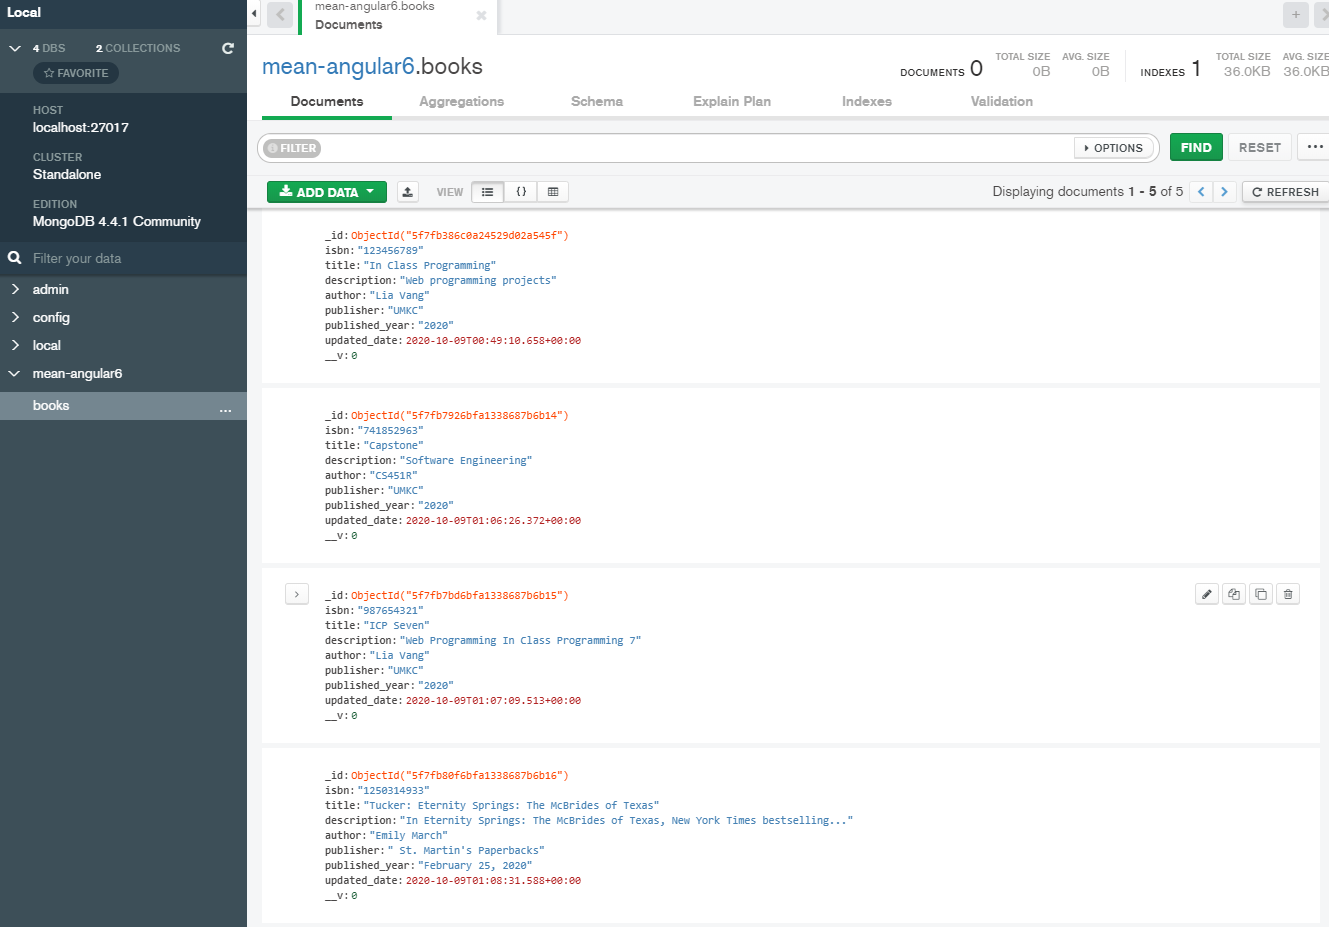 Local
4 DBS 2 COLLECTIONS
FAVORITE
HOST
localhost:27017
CLUSTER
Standalone
EDITION
MongoDB 4.4.1 Community
Filter your data
admin
config
local
mean-angular6
books ...
mean-angular6.books
Documents
mean-angular6.books
DOCUMENTS 0 TOTAL SIZE 0B AVG. SIZE 0B INDEXES 1 TOTAL SIZE 36.0KB AVG. SIZE 36.0KB
Documents Aggregations Schema Explain Plan Indexes Validation
FILTER OPTIONS FIND RESET ...
ADD DATA VIEW {} Displaying documents 1 - 5 of 5 < > REFRESH
_id: ObjectId("5f7fb386c0a24529d02a545f")
isbn: "123456789"
title: "In Class Programming"
description: "Web programming projects"
author: "Lia Vang"
publisher: "UMKC"
published_year: "2020"
updated_date: 2020-10-09T00:49:10.658+00:00
__v: 0
_id: ObjectId("5f7fb7926bfa1338687b6b14")
isbn: "741852963"
title: "Capstone"
description: "Software Engineering"
author: "CS451R"
publisher: "UMKC"
published_year: "2020"
updated_date: 2020-10-09T01:06:26.372+00:00
__v: 0
_id: ObjectId("5f7fb7bd6bfa1338687b6b15")
isbn: "987654321"
title: "ICP Seven"
description: "Web Programming In Class Programming 7"
author: "Lia Vang"
publisher: "UMKC"
published_year: "2020"
updated_date: 2020-10-09T01:07:09.513+00:00
__v: 0
_id: ObjectId("5f7fb80f6bfa1338687b6b16")
isbn: "1250314933"
title: "Tucker: Eternity Springs: The McBrides of Texas"
description: "In Eternity Springs: The McBrides of Texas, New York Times bestselling..."
author: "Emily March"
publisher: " St. Martin's Paperbacks"
published_year: "February 25, 2020"
updated_date: 2020-10-09T01:08:31.588+00:00
__v: 0